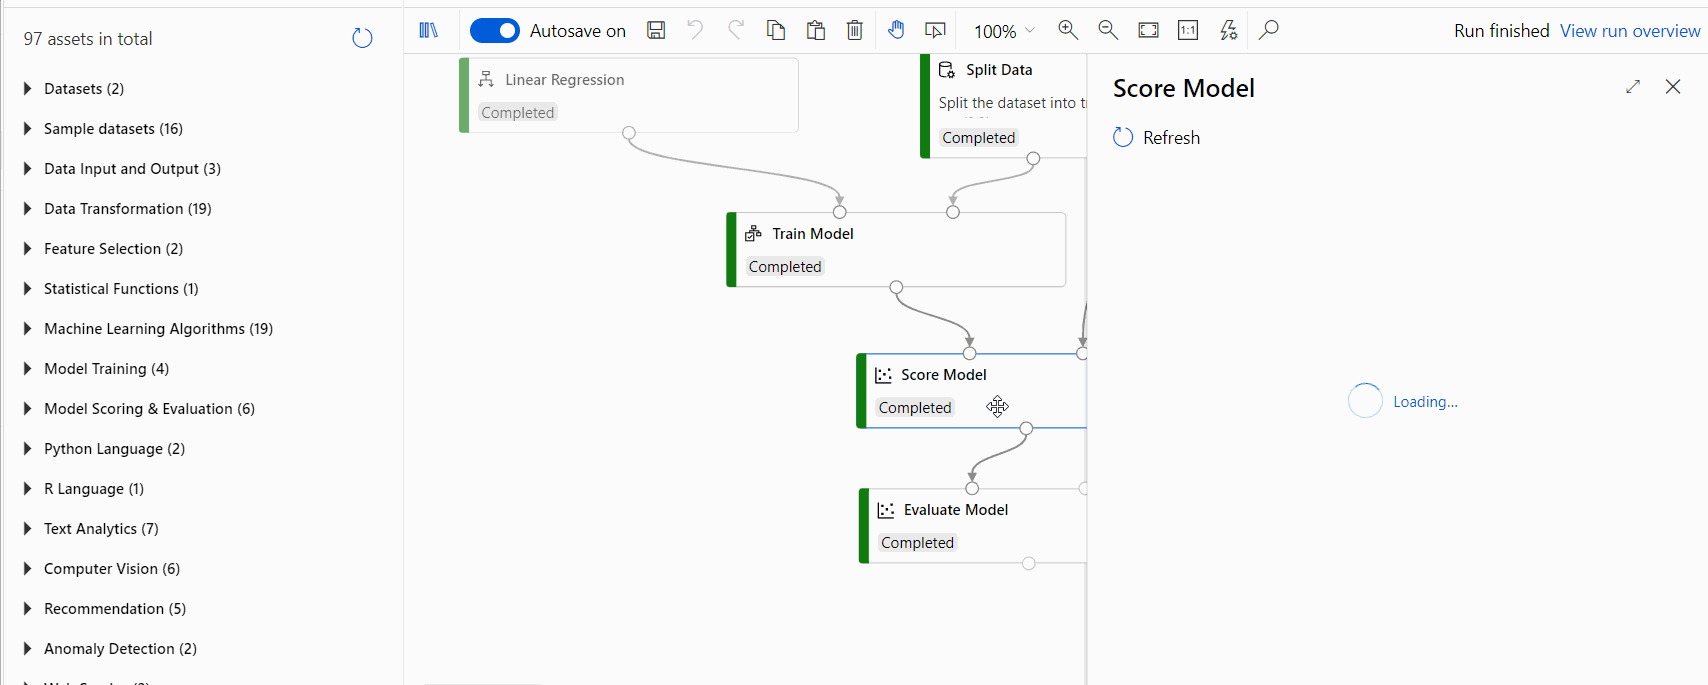 97 assets in total
Datasets (2)
Sample datasets (16)
Data Input and Output (3)
Data Transformation (19)
Feature Selection (2)
Statistical Functions (1)
Machine Learning Algorithms (19)
Model Training (4)
Model Scoring & Evaluation (6)
Python Language (2)
R Language (1)
Text Analytics (7)
Computer Vision (6)
Recommendation (5)
Anomaly Detection (2)
Autosave on
100%
1:1
Run finished
View run overview
Linear Regression
Completed
Split Data
Split the dataset into
Completed
Train Model
Completed
Score Model
Completed
Evaluate Model
Completed
Score Model
Refresh
Loading...